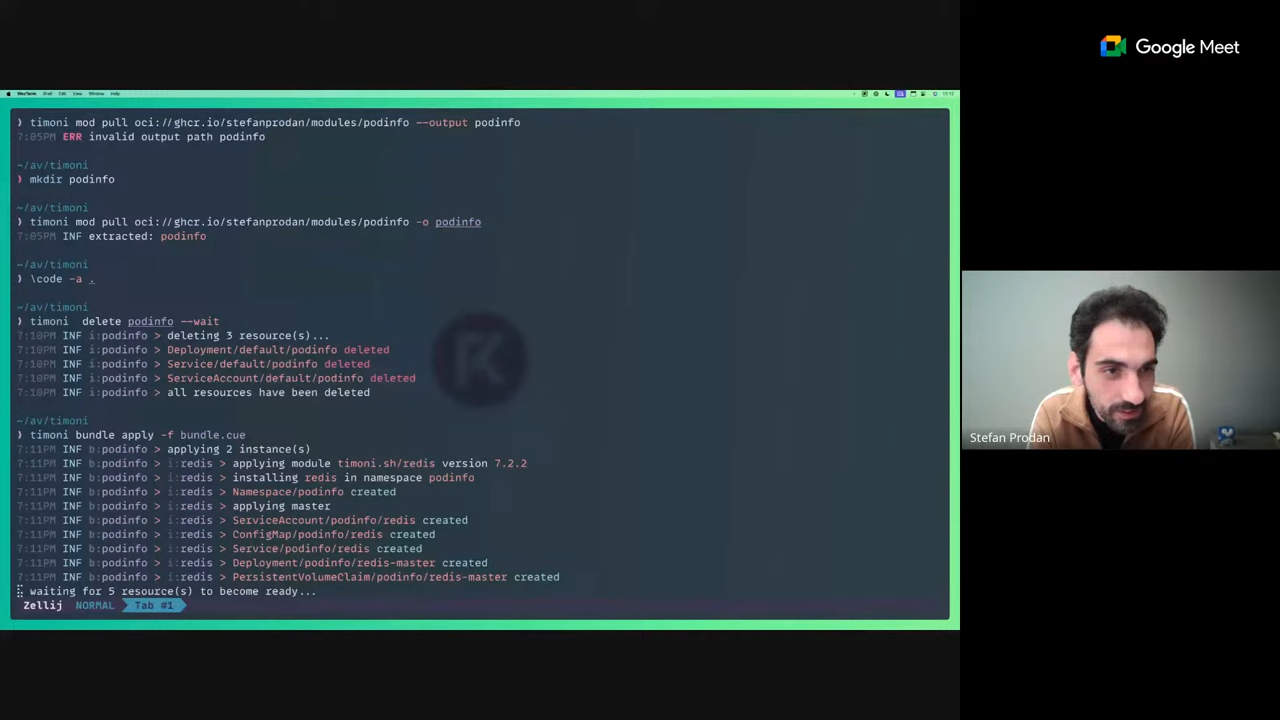 Google Meet
WezTerm Shell Edit View Window Help
❯ timoni mod pull oci://ghcr.io/stefanprodan/modules/podinfo --output podinfo
7:05PM ERR invalid output path podinfo
~/av/timoni
❯ mkdir podinfo
~/av/timoni
❯ timoni mod pull oci://ghcr.io/stefanprodan/modules/podinfo -o podinfo
7:05PM INF extracted: podinfo
~/av/timoni
❯ \code -a .
~/av/timoni
❯ timoni  delete podinfo --wait
7:10PM INF i:podinfo > deleting 3 resource(s)...
7:10PM INF i:podinfo > Deployment/default/podinfo deleted
7:10PM INF i:podinfo > Service/default/podinfo deleted
7:10PM INF i:podinfo > ServiceAccount/default/podinfo deleted
7:10PM INF i:podinfo > all resources have been deleted
~/av/timoni
❯ timoni bundle apply -f bundle.cue
7:11PM INF b:podinfo > applying 2 instance(s)
7:11PM INF b:podinfo > i:redis > applying module timoni.sh/redis version 7.2.2
7:11PM INF b:podinfo > i:redis > installing redis in namespace podinfo
7:11PM INF b:podinfo > i:redis > Namespace/podinfo created
7:11PM INF b:podinfo > i:redis > applying master
7:11PM INF b:podinfo > i:redis > ServiceAccount/podinfo/redis created
7:11PM INF b:podinfo > i:redis > ConfigMap/podinfo/redis created
7:11PM INF b:podinfo > i:redis > Service/podinfo/redis created
7:11PM INF b:podinfo > i:redis > Deployment/podinfo/redis-master created
7:11PM INF b:podinfo > i:redis > PersistentVolumeClaim/podinfo/redis-master created
waiting for 5 resource(s) to become ready...
Zellij NORMAL Tab #1
Stefan Prodan